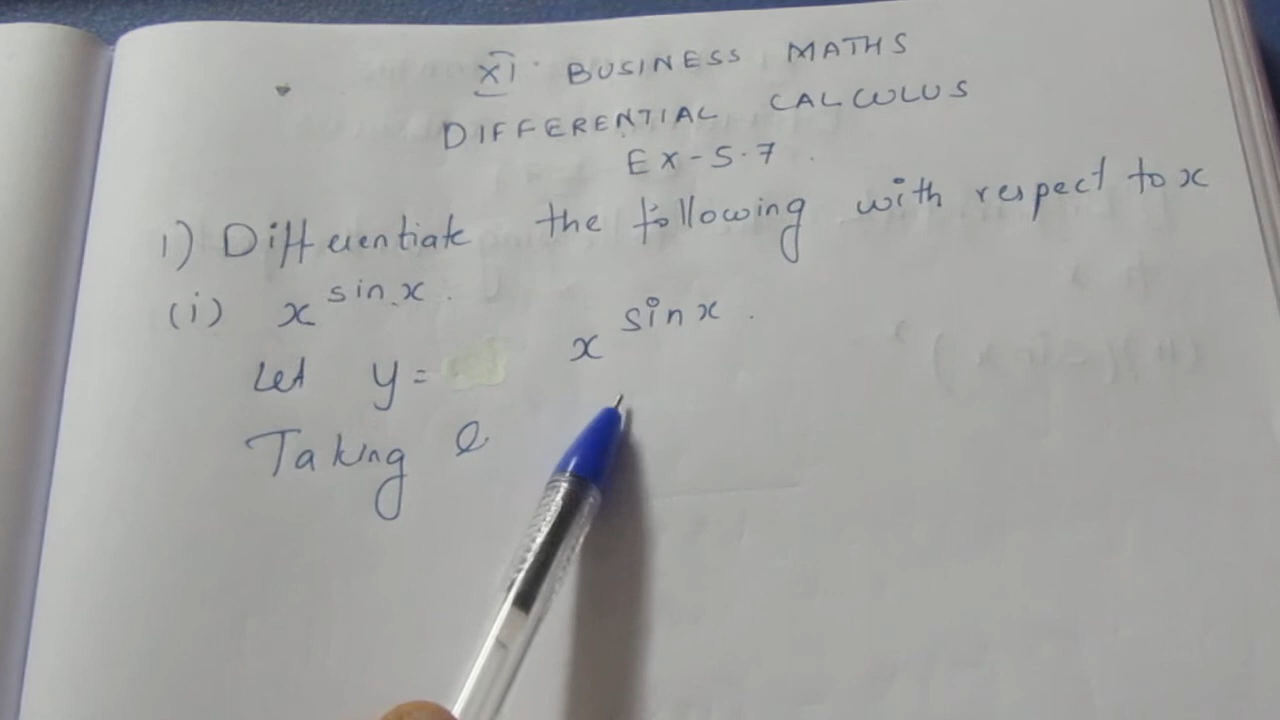 XI BUSINESS MATHS
DIFFERENTIAL CALCULUS
EX-5.7
1) Differentiate the following with respect to x
(i) x^sin x.
Let y = x^sin x.
Taking l